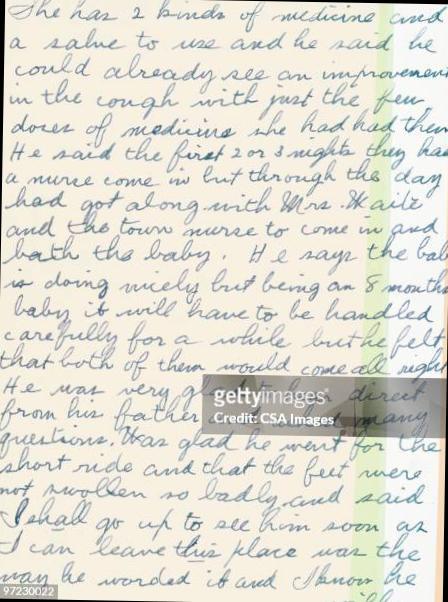 She has 2 kinds of medicine and
a salve to use and he said he
could already see an improvement
in the cough with just the few
doses of medicine she had had then
He said the first 2 or 3 nights they had
a nurse come in but through the day
had got along with Mrs. Waite
and the town nurse to come in and
bath the baby. He says the bab
is doing nicely but being an 8 months
baby it will have to be handled
carefully for a while but he felt
that both of them would come all right
He was very glad to hear direct
gettyimages®
Credit: CSA Images
from his father many
questions. Was glad he went for the
short ride and that the feet were
not swollen so badly and said
I shall go up to see him soon as
I can leave this place was the
way he worded it and I know he
will
97230022